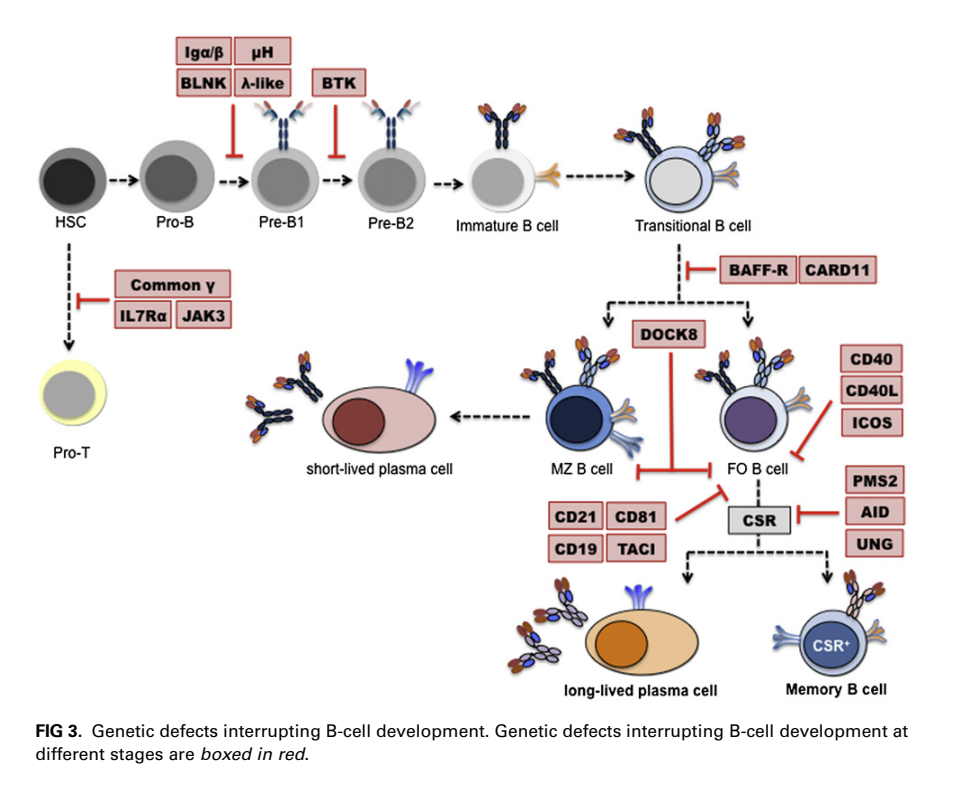 Igα/β μH
BLNK λ-like
BTK
HSC
Pro-B
Pre-B1
Pre-B2
Immature B cell
Transitional B cell
BAFF-R CARD11
Common γ
IL7Rα JAK3
DOCK8
CD40
CD40L
ICOS
Pro-T
short-lived plasma cell
MZ B cell
FO B cell
PMS2
AID
UNG
CD21 CD81
CD19 TACI
CSR
CSR+
long-lived plasma cell
Memory B cell
FIG 3. Genetic defects interrupting B-cell development. Genetic defects interrupting B-cell development at
different stages are boxed in red.